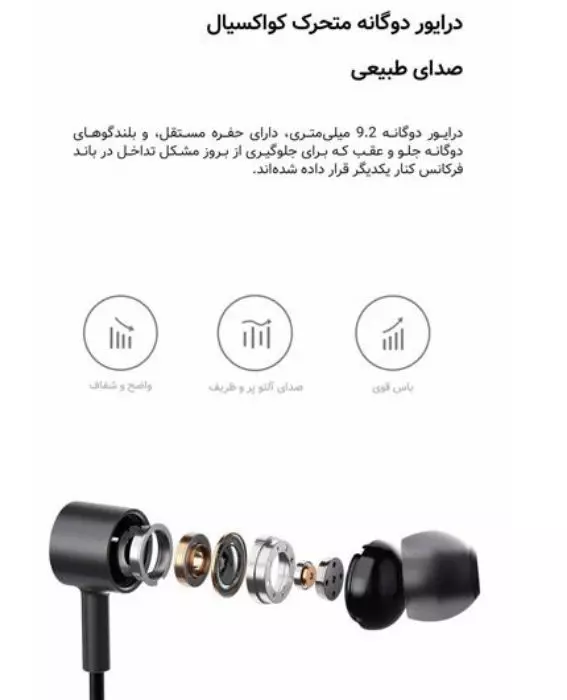 درایور دوگانه متحرک کواکسیال
صدای طبیعی
درایور دوگانه 9.2 میلی‌متری، دارای حفره مستقل، و بلندگوهای
دوگانه جلو و عقب که برای جلوگیری از بروز مشکل تداخل در باند
فرکانس کنار یکدیگر قرار داده شده‌اند.
باس قوی
صدای آلتو پر و ظریف
واضح و شفاف